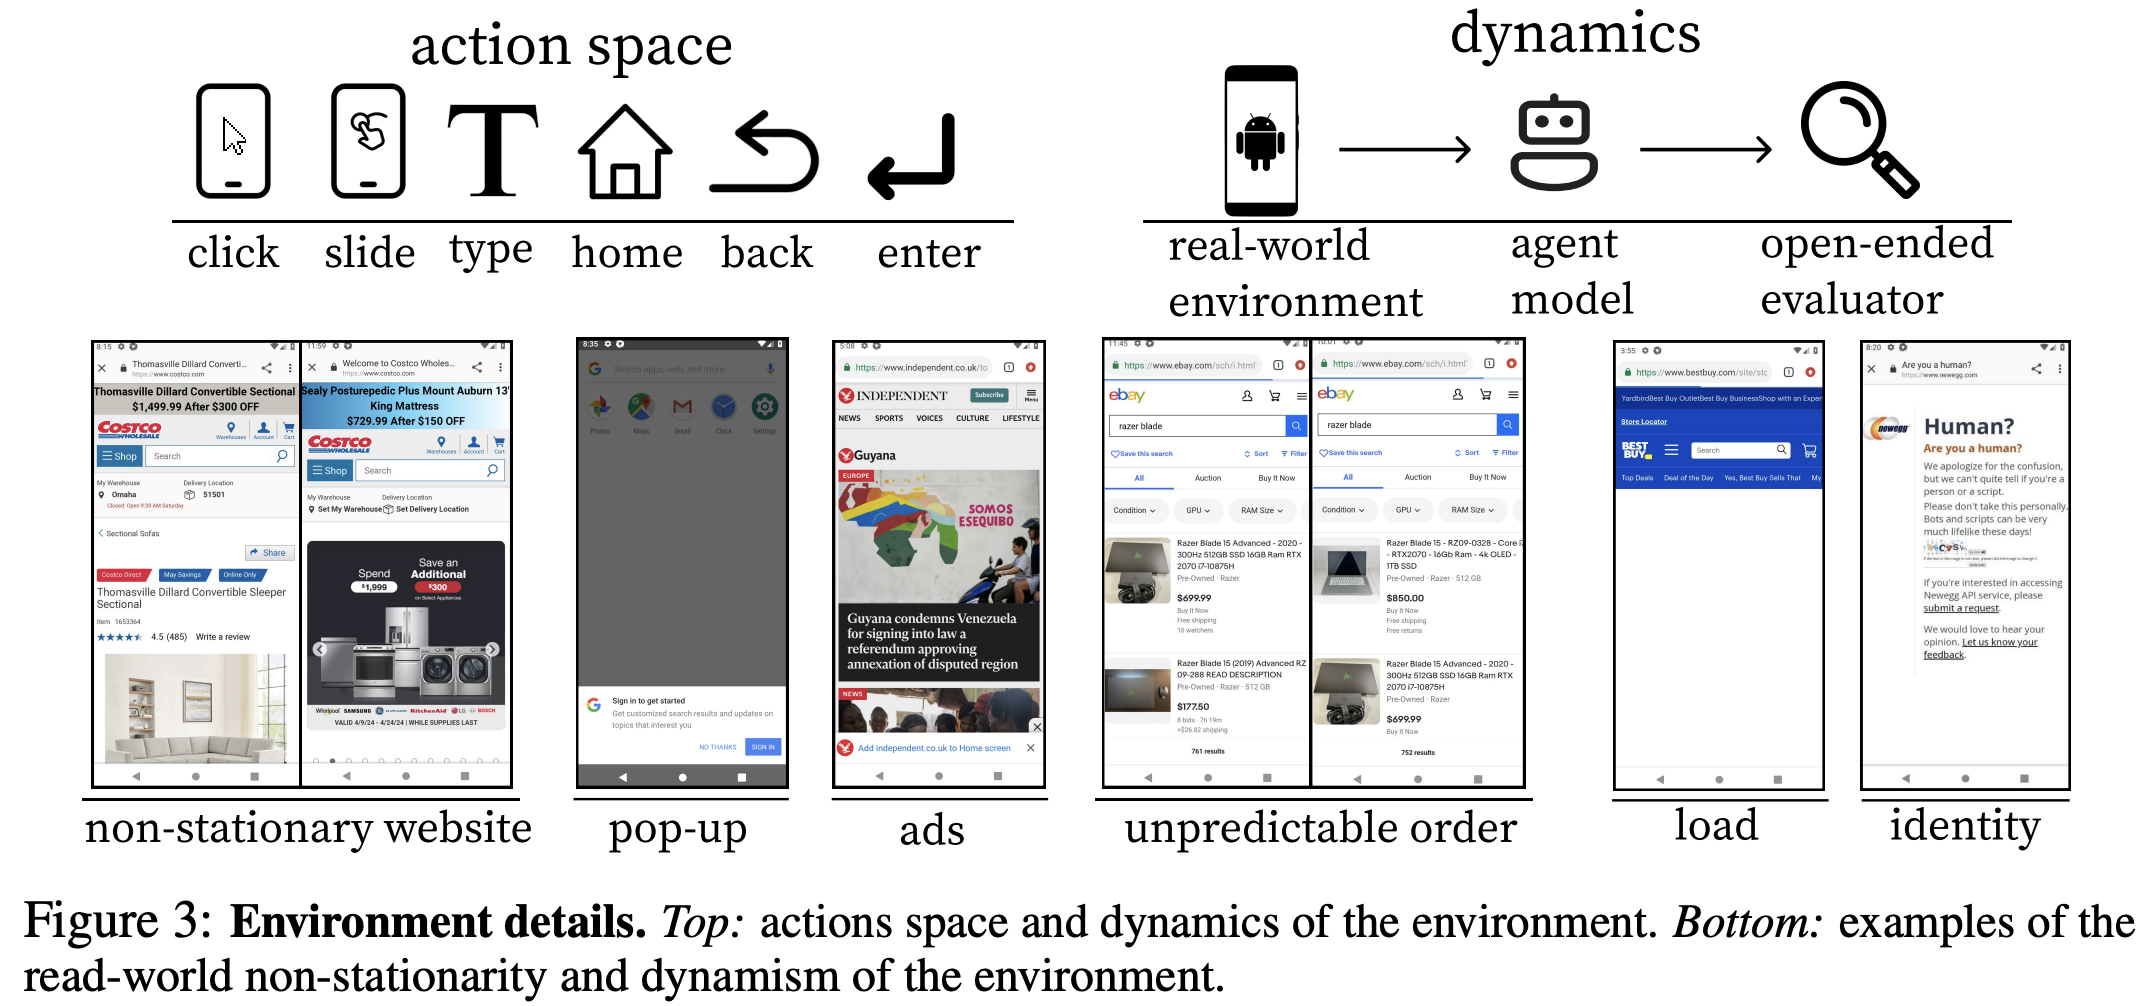 action space
click
slide
type
home
back
enter
dynamics
real-world
environment
agent
model
open-ended
evaluator
8:15
Thomasville Dillard Converti...
https://www.costco.com
Thomasville Dillard Convertible Sectional
$1,499.99 After $300 OFF
COSTCO
WHOLESALE
Warehouses
Account
Cart
Shop
Search
My Warehouse
Delivery Location
Omaha
51501
Closed: Open 9:30 AM Saturday
Sectional Sofas
Share
Costco Direct
May Savings
Online Only
Thomasville Dillard Convertible Sleeper
Sectional
Item 1653364
4.5 (485) Write a review
11:59
Welcome to Costco Wholes...
https://www.costco.com
Sealy Posturepedic Plus Mount Auburn 13"
King Mattress
$729.99 After $150 OFF
COSTCO
WHOLESALE
Warehouses
Account
Cart
Shop
Search
My Warehouse
Delivery Location
Set My Warehouse
Set Delivery Location
Spend
$1,999
Save an
Additional
$300
on Select Appliances
Whirlpool SAMSUNG KitchenAid LG BOSCH
VALID 4/9/24 - 4/24/24 | WHILE SUPPLIES LAST
non-stationary website
8:35
Search apps, web, and more...
Photos
Maps
Gmail
Clock
Settings
Sign in to get started
Get customized search results and updates on
topics that interest you
NO THANKS
SIGN IN
pop-up
5:08
https://www.independent.co.uk/to
1
INDEPENDENT
Subscribe
Menu
NEWS SPORTS VOICES CULTURE LIFESTYLE
Guyana
EUROPE
SOMOS
ESEQUIBO
Guyana condemns Venezuela
for signing into law a
referendum approving
annexation of disputed region
NEWS
Add independent.co.uk to Home screen
ads
11:45
https://www.ebay.com/sch/i.html
1
ebay
razer blade
Save this search
Sort
Filter
All
Auction
Buy It Now
Condition
GPU
RAM Size
Razer Blade 15 Advanced - 2020 -
300Hz 512GB SSD 16GB Ram RTX
2070 i7-10875H
Pre-Owned · Razer
$699.99
Buy It Now
Free shipping
16 watchers
Razer Blade 15 (2019) Advanced RZ
09-288 READ DESCRIPTION
Pre-Owned · Razer · 512 GB
$177.50
8 bids · 7h 19m
+$26.82 shipping
761 results
10:01
https://www.ebay.com/sch/i.html
1
ebay
razer blade
Save this search
Sort
Filter
All
Auction
Buy It Now
Condition
GPU
RAM Size
Razer Blade 15 - RZ09-0328 - Core i7
- RTX2070 - 16Gb Ram - 4k OLED -
1TB SSD
Pre-Owned · Razer · 512 GB
$850.00
Buy It Now
Free shipping
Free returns
Razer Blade 15 Advanced - 2020 -
300Hz 512GB SSD 16GB Ram RTX
2070 i7-10875H
Pre-Owned · Razer
$699.99
Buy It Now
752 results
unpredictable order
3:55
https://www.bestbuy.com/site/stc
1
YardbirdBest Buy OutletBest Buy BusinessShop with an Exper
Store Locator
BEST
BUY
Search
Top Deals Deal of the Day Yes, Best Buy Sells That My
load
8:20
Are you a human?
https://www.newegg.com
newegg
Human?
Are you a human?
We apologize for the confusion,
but we can't quite tell if you're a
person or a script.
Please don't take this personally.
Bots and scripts can be very
much lifelike these days!
If you're interested in accessing
Newegg API service, please
submit a request.
We would love to hear your
opinion. Let us know your
feedback.
identity
Figure 3: Environment details. Top: actions space and dynamics of the environment. Bottom: examples of the
read-world non-stationarity and dynamism of the environment.